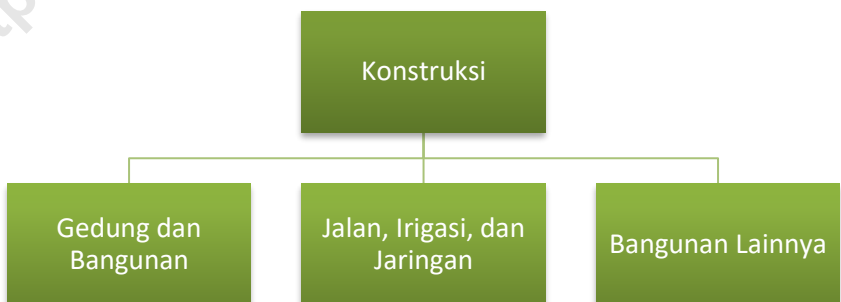 Konstruksi
Gedung dan
Bangunan
Jalan, Irigasi, dan
Jaringan
Bangunan Lainnya